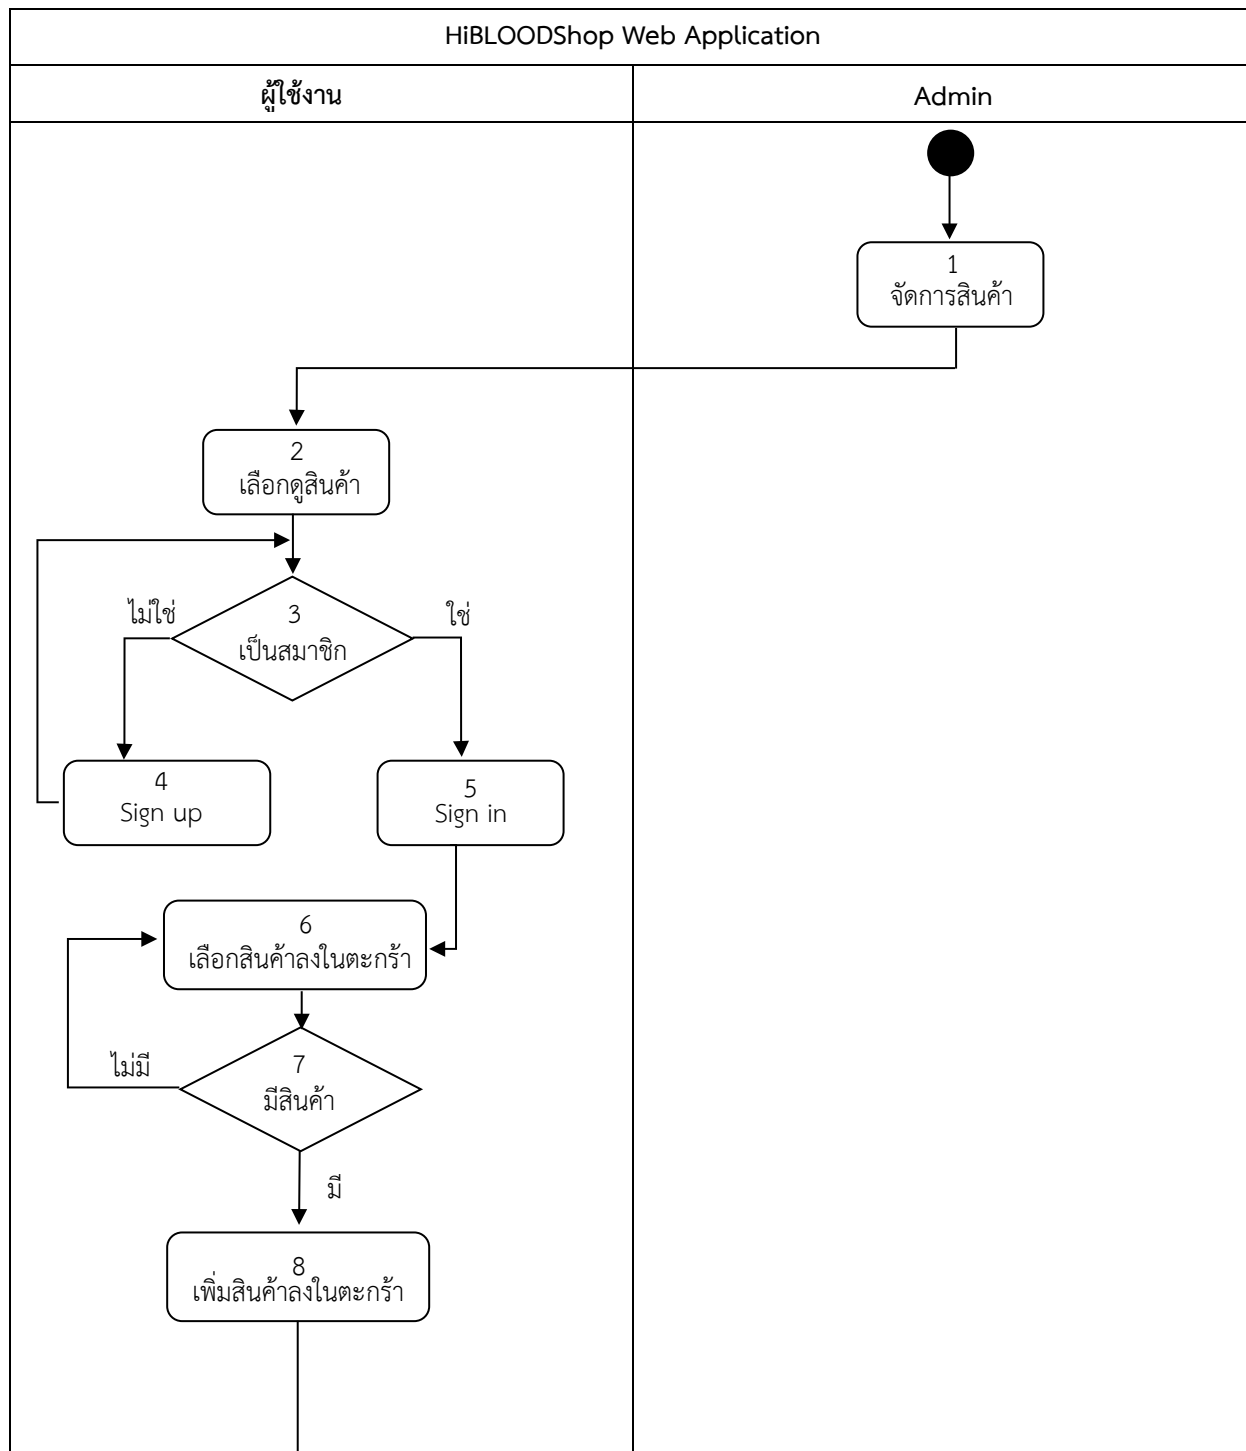 HiBLOODShop Web Application
ผู้ใช้งาน
Admin
1
จัดการสินค้า
2
เลือกดูสินค้า
ไม่ใช่
3
เป็นสมาชิก
ใช่
4
Sign up
5
Sign in
6
เลือกสินค้าลงในตะกร้า
ไม่มี
7
มีสินค้า
มี
8
เพิ่มสินค้าลงในตะกร้า